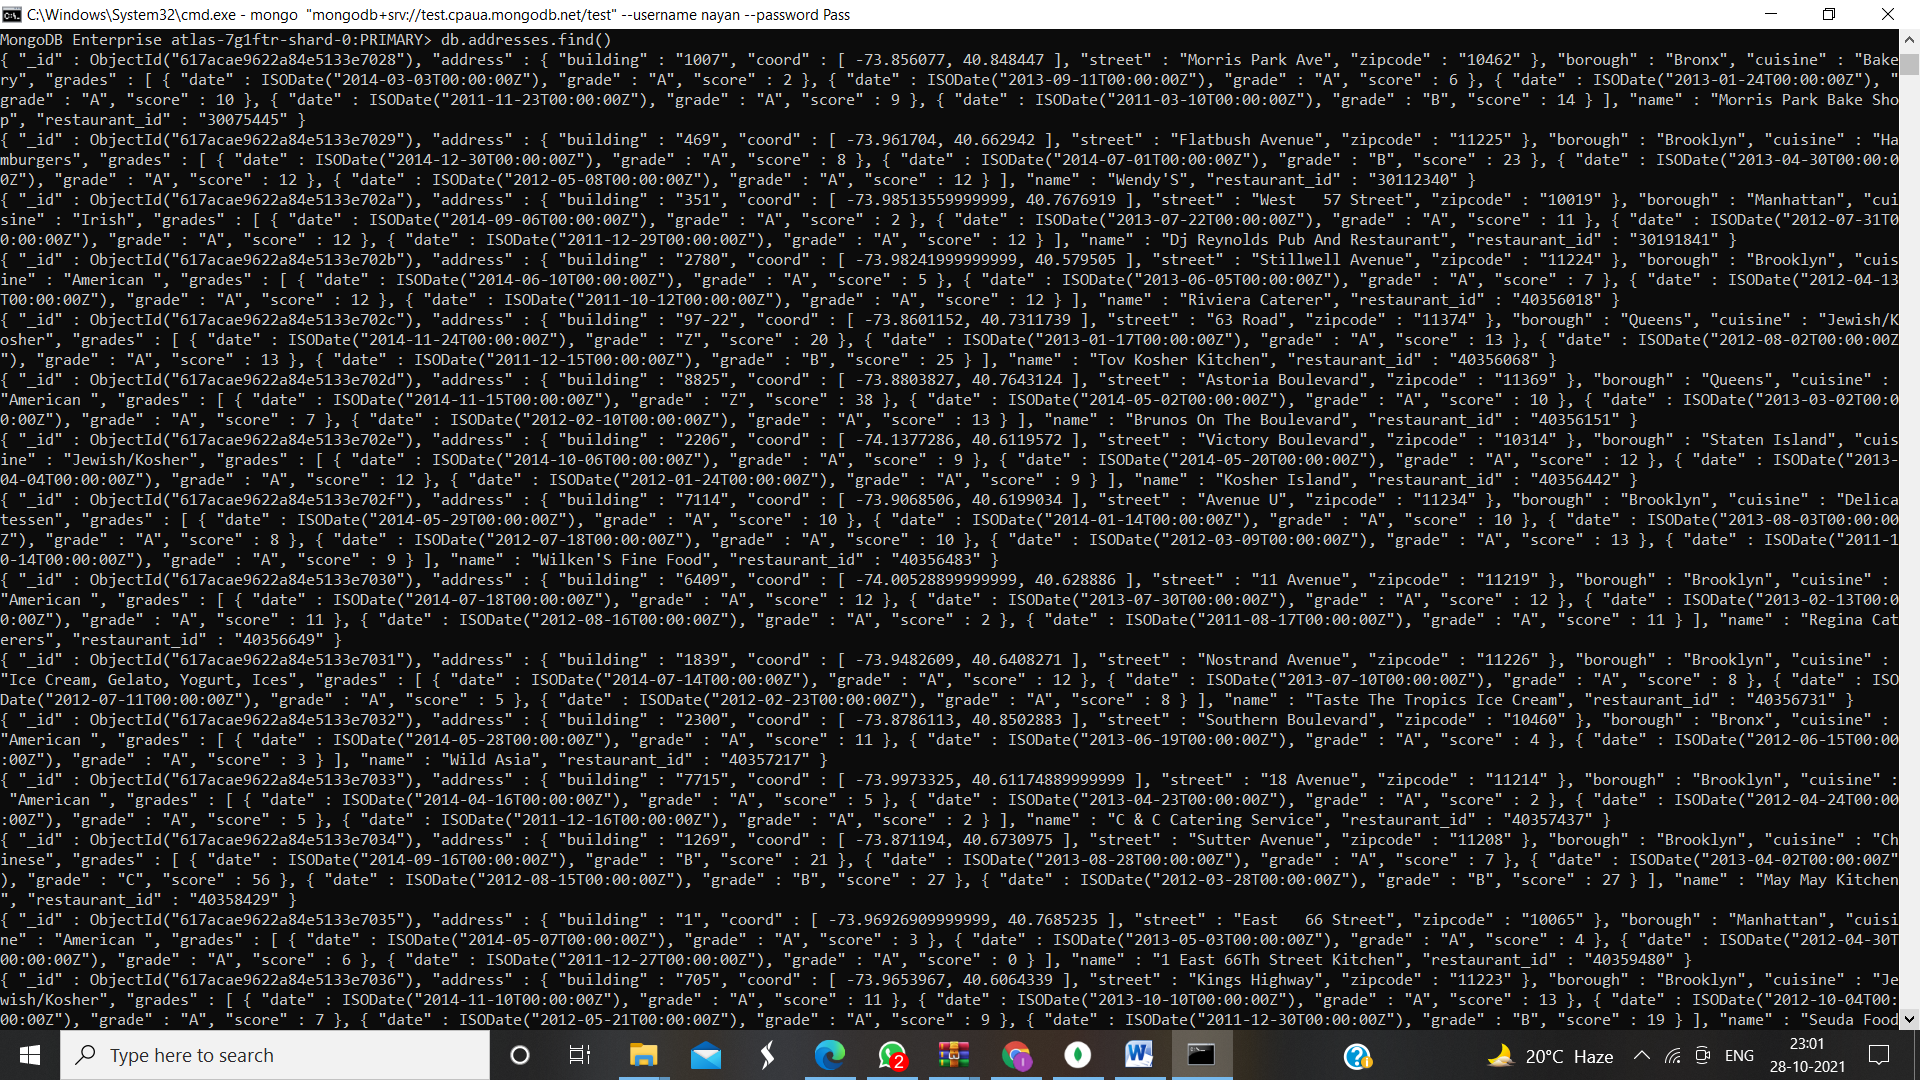 C:\Windows\System32\cmd.exe - mongo "mongodb+srv://test.cpaua.mongodb.net/test" --username nayan --password Pass
MongoDB Enterprise atlas-7g1ftr-shard-0:PRIMARY> db.addresses.find()
{ "_id" : ObjectId("617acae9622a84e5133e7028"), "address" : { "building" : "1007", "coord" : [ -73.856077, 40.848447 ], "street" : "Morris Park Ave", "zipcode" : "10462" }, "borough" : "Bronx", "cuisine" : "Bake
ry", "grades" : [ { "date" : ISODate("2014-03-03T00:00:00Z"), "grade" : "A", "score" : 2 }, { "date" : ISODate("2013-09-11T00:00:00Z"), "grade" : "A", "score" : 6 }, { "date" : ISODate("2013-01-24T00:00:00Z"), "
grade" : "A", "score" : 10 }, { "date" : ISODate("2011-11-23T00:00:00Z"), "grade" : "A", "score" : 9 }, { "date" : ISODate("2011-03-10T00:00:00Z"), "grade" : "B", "score" : 14 } ], "name" : "Morris Park Bake Sho
p", "restaurant_id" : "30075445" }
{ "_id" : ObjectId("617acae9622a84e5133e7029"), "address" : { "building" : "469", "coord" : [ -73.961704, 40.662942 ], "street" : "Flatbush Avenue", "zipcode" : "11225" }, "borough" : "Brooklyn", "cuisine" : "Ha
mburgers", "grades" : [ { "date" : ISODate("2014-12-30T00:00:00Z"), "grade" : "A", "score" : 8 }, { "date" : ISODate("2014-07-01T00:00:00Z"), "grade" : "B", "score" : 23 }, { "date" : ISODate("2013-04-30T00:00:0
0Z"), "grade" : "A", "score" : 12 }, { "date" : ISODate("2012-05-08T00:00:00Z"), "grade" : "A", "score" : 12 } ], "name" : "Wendy'S", "restaurant_id" : "30112340" }
{ "_id" : ObjectId("617acae9622a84e5133e702a"), "address" : { "building" : "351", "coord" : [ -73.98513559999999, 40.7676919 ], "street" : "West   57 Street", "zipcode" : "10019" }, "borough" : "Manhattan", "cui
sine" : "Irish", "grades" : [ { "date" : ISODate("2014-09-06T00:00:00Z"), "grade" : "A", "score" : 2 }, { "date" : ISODate("2013-07-22T00:00:00Z"), "grade" : "A", "score" : 11 }, { "date" : ISODate("2012-07-31T0
0:00:00Z"), "grade" : "A", "score" : 12 }, { "date" : ISODate("2011-12-29T00:00:00Z"), "grade" : "A", "score" : 12 } ], "name" : "Dj Reynolds Pub And Restaurant", "restaurant_id" : "30191841" }
{ "_id" : ObjectId("617acae9622a84e5133e702b"), "address" : { "building" : "2780", "coord" : [ -73.98241999999999, 40.579505 ], "street" : "Stillwell Avenue", "zipcode" : "11224" }, "borough" : "Brooklyn", "cuis
ine" : "American ", "grades" : [ { "date" : ISODate("2014-06-10T00:00:00Z"), "grade" : "A", "score" : 5 }, { "date" : ISODate("2013-06-05T00:00:00Z"), "grade" : "A", "score" : 7 }, { "date" : ISODate("2012-04-13
T00:00:00Z"), "grade" : "A", "score" : 12 }, { "date" : ISODate("2011-10-12T00:00:00Z"), "grade" : "A", "score" : 12 } ], "name" : "Riviera Caterer", "restaurant_id" : "40356018" }
{ "_id" : ObjectId("617acae9622a84e5133e702c"), "address" : { "building" : "97-22", "coord" : [ -73.8601152, 40.7311739 ], "street" : "63 Road", "zipcode" : "11374" }, "borough" : "Queens", "cuisine" : "Jewish/K
osher", "grades" : [ { "date" : ISODate("2014-11-24T00:00:00Z"), "grade" : "Z", "score" : 20 }, { "date" : ISODate("2013-01-17T00:00:00Z"), "grade" : "A", "score" : 13 }, { "date" : ISODate("2012-08-02T00:00:00Z
"), "grade" : "A", "score" : 13 }, { "date" : ISODate("2011-12-15T00:00:00Z"), "grade" : "B", "score" : 25 } ], "name" : "Tov Kosher Kitchen", "restaurant_id" : "40356068" }
{ "_id" : ObjectId("617acae9622a84e5133e702d"), "address" : { "building" : "8825", "coord" : [ -73.8803827, 40.7643124 ], "street" : "Astoria Boulevard", "zipcode" : "11369" }, "borough" : "Queens", "cuisine" :
"American ", "grades" : [ { "date" : ISODate("2014-11-15T00:00:00Z"), "grade" : "Z", "score" : 38 }, { "date" : ISODate("2014-05-02T00:00:00Z"), "grade" : "A", "score" : 10 }, { "date" : ISODate("2013-03-02T00:0
0:00Z"), "grade" : "A", "score" : 7 }, { "date" : ISODate("2012-02-10T00:00:00Z"), "grade" : "A", "score" : 13 } ], "name" : "Brunos On The Boulevard", "restaurant_id" : "40356151" }
{ "_id" : ObjectId("617acae9622a84e5133e702e"), "address" : { "building" : "2206", "coord" : [ -74.1377286, 40.6119572 ], "street" : "Victory Boulevard", "zipcode" : "10314" }, "borough" : "Staten Island", "cuis
ine" : "Jewish/Kosher", "grades" : [ { "date" : ISODate("2014-10-06T00:00:00Z"), "grade" : "A", "score" : 9 }, { "date" : ISODate("2014-05-20T00:00:00Z"), "grade" : "A", "score" : 12 }, { "date" : ISODate("2013-
04-04T00:00:00Z"), "grade" : "A", "score" : 12 }, { "date" : ISODate("2012-01-24T00:00:00Z"), "grade" : "A", "score" : 9 } ], "name" : "Kosher Island", "restaurant_id" : "40356442" }
{ "_id" : ObjectId("617acae9622a84e5133e702f"), "address" : { "building" : "7114", "coord" : [ -73.9068506, 40.6199034 ], "street" : "Avenue U", "zipcode" : "11234" }, "borough" : "Brooklyn", "cuisine" : "Delica
tessen", "grades" : [ { "date" : ISODate("2014-05-29T00:00:00Z"), "grade" : "A", "score" : 10 }, { "date" : ISODate("2014-01-14T00:00:00Z"), "grade" : "A", "score" : 10 }, { "date" : ISODate("2013-08-03T00:00:00
Z"), "grade" : "A", "score" : 8 }, { "date" : ISODate("2012-07-18T00:00:00Z"), "grade" : "A", "score" : 10 }, { "date" : ISODate("2012-03-09T00:00:00Z"), "grade" : "A", "score" : 13 }, { "date" : ISODate("2011-1
0-14T00:00:00Z"), "grade" : "A", "score" : 9 } ], "name" : "Wilken'S Fine Food", "restaurant_id" : "40356483" }
{ "_id" : ObjectId("617acae9622a84e5133e7030"), "address" : { "building" : "6409", "coord" : [ -74.00528899999999, 40.628886 ], "street" : "11 Avenue", "zipcode" : "11219" }, "borough" : "Brooklyn", "cuisine" :
"American ", "grades" : [ { "date" : ISODate("2014-07-18T00:00:00Z"), "grade" : "A", "score" : 12 }, { "date" : ISODate("2013-07-30T00:00:00Z"), "grade" : "A", "score" : 12 }, { "date" : ISODate("2013-02-13T00:0
0:00Z"), "grade" : "A", "score" : 11 }, { "date" : ISODate("2012-08-16T00:00:00Z"), "grade" : "A", "score" : 2 }, { "date" : ISODate("2011-08-17T00:00:00Z"), "grade" : "A", "score" : 11 } ], "name" : "Regina Cat
erers", "restaurant_id" : "40356649" }
{ "_id" : ObjectId("617acae9622a84e5133e7031"), "address" : { "building" : "1839", "coord" : [ -73.9482609, 40.6408271 ], "street" : "Nostrand Avenue", "zipcode" : "11226" }, "borough" : "Brooklyn", "cuisine" :
"Ice Cream, Gelato, Yogurt, Ices", "grades" : [ { "date" : ISODate("2014-07-14T00:00:00Z"), "grade" : "A", "score" : 12 }, { "date" : ISODate("2013-07-10T00:00:00Z"), "grade" : "A", "score" : 8 }, { "date" : ISO
Date("2012-07-11T00:00:00Z"), "grade" : "A", "score" : 5 }, { "date" : ISODate("2012-02-23T00:00:00Z"), "grade" : "A", "score" : 8 } ], "name" : "Taste The Tropics Ice Cream", "restaurant_id" : "40356731" }
{ "_id" : ObjectId("617acae9622a84e5133e7032"), "address" : { "building" : "2300", "coord" : [ -73.8786113, 40.8502883 ], "street" : "Southern Boulevard", "zipcode" : "10460" }, "borough" : "Bronx", "cuisine" :
"American ", "grades" : [ { "date" : ISODate("2014-05-28T00:00:00Z"), "grade" : "A", "score" : 11 }, { "date" : ISODate("2013-06-19T00:00:00Z"), "grade" : "A", "score" : 4 }, { "date" : ISODate("2012-06-15T00:00
:00Z"), "grade" : "A", "score" : 3 } ], "name" : "Wild Asia", "restaurant_id" : "40357217" }
{ "_id" : ObjectId("617acae9622a84e5133e7033"), "address" : { "building" : "7715", "coord" : [ -73.9973325, 40.61174889999999 ], "street" : "18 Avenue", "zipcode" : "11214" }, "borough" : "Brooklyn", "cuisine" :
 "American ", "grades" : [ { "date" : ISODate("2014-04-16T00:00:00Z"), "grade" : "A", "score" : 5 }, { "date" : ISODate("2013-04-23T00:00:00Z"), "grade" : "A", "score" : 2 }, { "date" : ISODate("2012-04-24T00:00
:00Z"), "grade" : "A", "score" : 5 }, { "date" : ISODate("2011-12-16T00:00:00Z"), "grade" : "A", "score" : 2 } ], "name" : "C & C Catering Service", "restaurant_id" : "40357437" }
{ "_id" : ObjectId("617acae9622a84e5133e7034"), "address" : { "building" : "1269", "coord" : [ -73.871194, 40.6730975 ], "street" : "Sutter Avenue", "zipcode" : "11208" }, "borough" : "Brooklyn", "cuisine" : "Ch
inese", "grades" : [ { "date" : ISODate("2014-09-16T00:00:00Z"), "grade" : "B", "score" : 21 }, { "date" : ISODate("2013-08-28T00:00:00Z"), "grade" : "A", "score" : 7 }, { "date" : ISODate("2013-04-02T00:00:00Z"
), "grade" : "C", "score" : 56 }, { "date" : ISODate("2012-08-15T00:00:00Z"), "grade" : "B", "score" : 27 }, { "date" : ISODate("2012-03-28T00:00:00Z"), "grade" : "B", "score" : 27 } ], "name" : "May May Kitchen
", "restaurant_id" : "40358429" }
{ "_id" : ObjectId("617acae9622a84e5133e7035"), "address" : { "building" : "1", "coord" : [ -73.96926909999999, 40.7685235 ], "street" : "East   66 Street", "zipcode" : "10065" }, "borough" : "Manhattan", "cuisi
ne" : "American ", "grades" : [ { "date" : ISODate("2014-05-07T00:00:00Z"), "grade" : "A", "score" : 3 }, { "date" : ISODate("2013-05-03T00:00:00Z"), "grade" : "A", "score" : 4 }, { "date" : ISODate("2012-04-30T
00:00:00Z"), "grade" : "A", "score" : 6 }, { "date" : ISODate("2011-12-27T00:00:00Z"), "grade" : "A", "score" : 0 } ], "name" : "1 East 66Th Street Kitchen", "restaurant_id" : "40359480" }
{ "_id" : ObjectId("617acae9622a84e5133e7036"), "address" : { "building" : "705", "coord" : [ -73.9653967, 40.6064339 ], "street" : "Kings Highway", "zipcode" : "11223" }, "borough" : "Brooklyn", "cuisine" : "Je
wish/Kosher", "grades" : [ { "date" : ISODate("2014-11-10T00:00:00Z"), "grade" : "A", "score" : 11 }, { "date" : ISODate("2013-10-10T00:00:00Z"), "grade" : "A", "score" : 13 }, { "date" : ISODate("2012-10-04T00:
00:00Z"), "grade" : "A", "score" : 7 }, { "date" : ISODate("2012-05-21T00:00:00Z"), "grade" : "A", "score" : 9 }, { "date" : ISODate("2011-12-30T00:00:00Z"), "grade" : "B", "score" : 19 } ], "name" : "Seuda Food
Type here to search
2
20°C Haze
ENG
23:01
28-10-2021